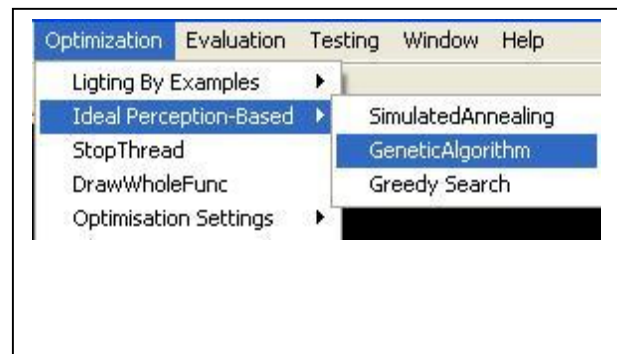 Optimization Evaluation Testing Window Help
Ligting By Examples
Ideal Perception-Based SimulatedAnnealing
StopThread GeneticAlgorithm
DrawWholeFunc Greedy Search
Optimisation Settings